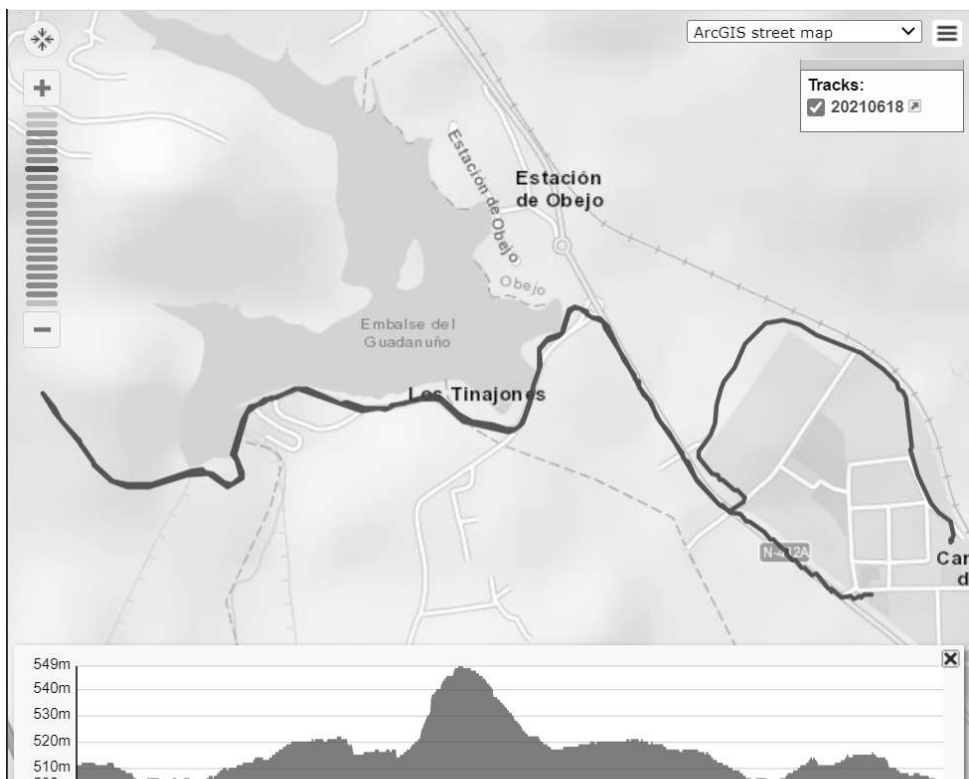 ArcGIS street map
Tracks:
20210618
Estación de Obejo
Estación
de Obejo
Obejo
Embalse del
Guadanuño
Los Tinajones
549m
540m
530m
520m
510m